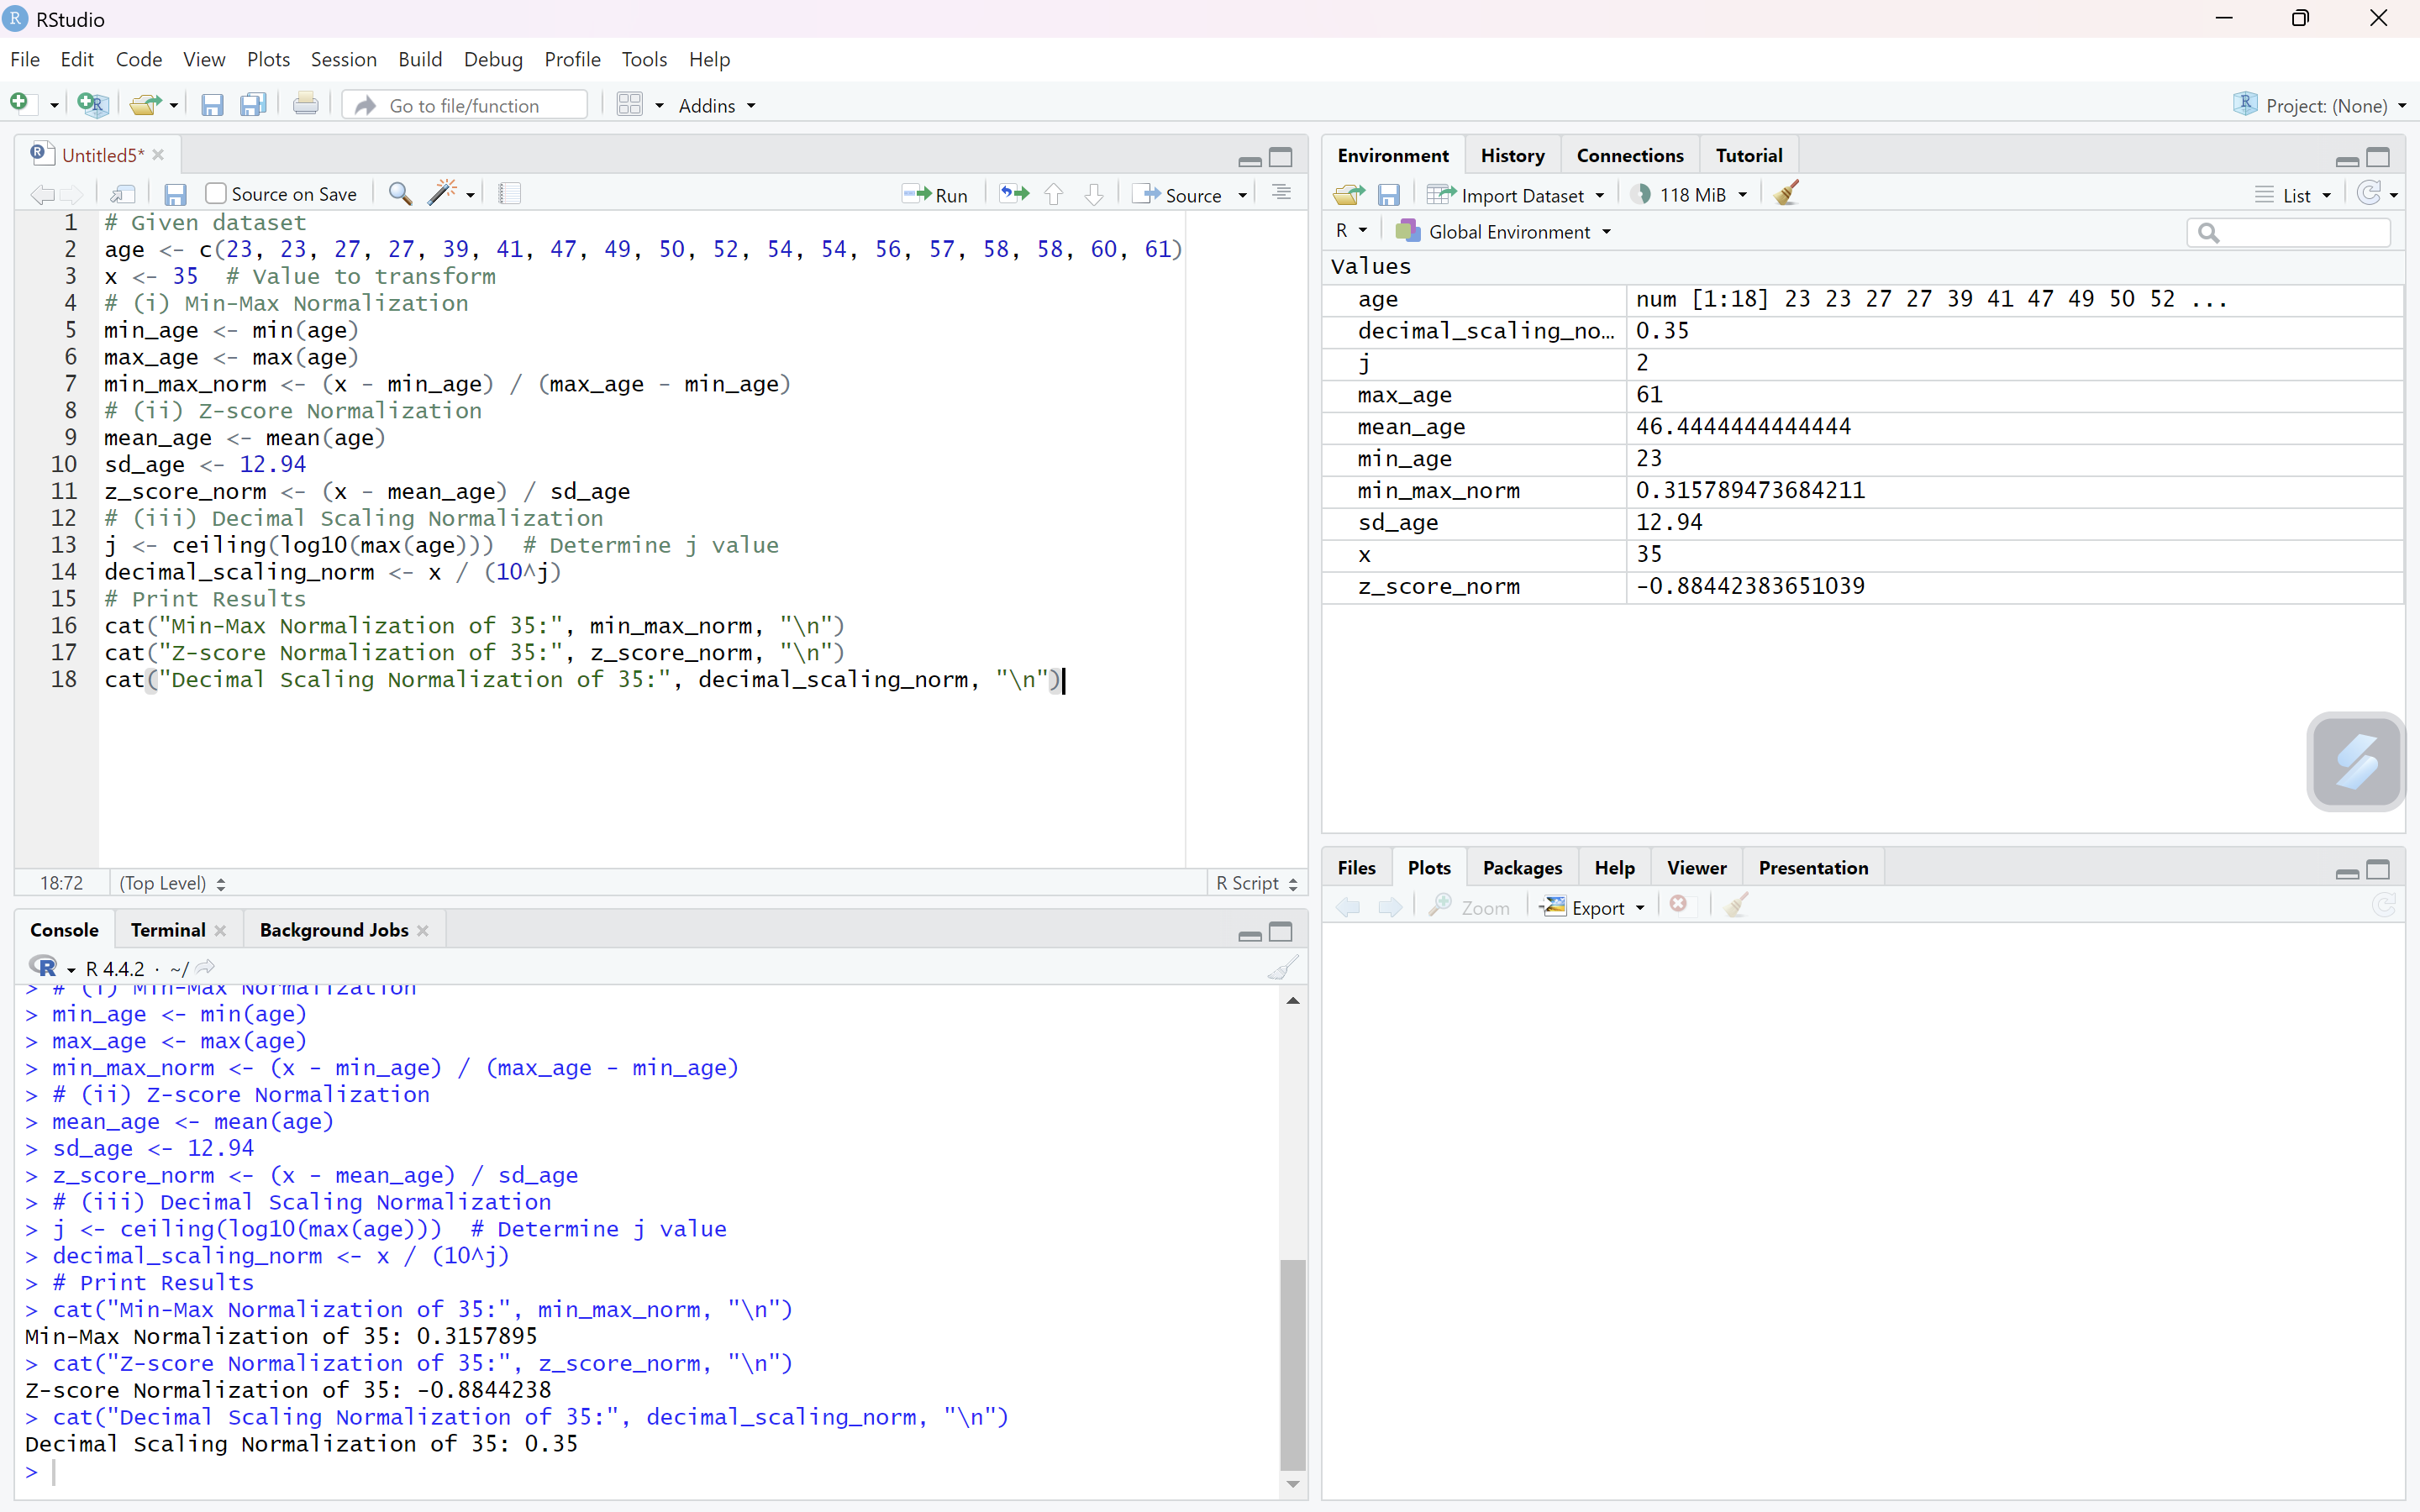 RStudio
File Edit Code View Plots Session Build Debug Profile Tools Help
Go to file/function Addins Project: (None)
Untitled5*
Source on Save Run Source
1 # Given dataset
2 age <- c(23, 23, 27, 27, 39, 41, 47, 49, 50, 52, 54, 54, 56, 57, 58, 58, 60, 61)
3 x <- 35  # Value to transform
4 # (i) Min-Max Normalization
5 min_age <- min(age)
6 max_age <- max(age)
7 min_max_norm <- (x - min_age) / (max_age - min_age)
8 # (ii) Z-score Normalization
9 mean_age <- mean(age)
10 sd_age <- 12.94
11 z_score_norm <- (x - mean_age) / sd_age
12 # (iii) Decimal Scaling Normalization
13 j <- ceiling(log10(max(age)))  # Determine j value
14 decimal_scaling_norm <- x / (10^j)
15 # Print Results
16 cat("Min-Max Normalization of 35:", min_max_norm, "\n")
17 cat("Z-score Normalization of 35:", z_score_norm, "\n")
18 cat("Decimal Scaling Normalization of 35:", decimal_scaling_norm, "\n")
18:72 (Top Level) R Script
Console Terminal Background Jobs
R R 4.4.2 · ~/
> # (i) Min-Max Normalization
> min_age <- min(age)
> max_age <- max(age)
> min_max_norm <- (x - min_age) / (max_age - min_age)
> # (ii) Z-score Normalization
> mean_age <- mean(age)
> sd_age <- 12.94
> z_score_norm <- (x - mean_age) / sd_age
> # (iii) Decimal Scaling Normalization
> j <- ceiling(log10(max(age)))  # Determine j value
> decimal_scaling_norm <- x / (10^j)
> # Print Results
> cat("Min-Max Normalization of 35:", min_max_norm, "\n")
Min-Max Normalization of 35: 0.3157895
> cat("Z-score Normalization of 35:", z_score_norm, "\n")
Z-score Normalization of 35: -0.8844238
> cat("Decimal Scaling Normalization of 35:", decimal_scaling_norm, "\n")
Decimal Scaling Normalization of 35: 0.35
>
Environment History Connections Tutorial
Import Dataset 118 MiB List
R Global Environment
Values
age num [1:18] 23 23 27 27 39 41 47 49 50 52 ...
decimal_scaling_no… 0.35
j 2
max_age 61
mean_age 46.4444444444444
min_age 23
min_max_norm 0.315789473684211
sd_age 12.94
x 35
z_score_norm -0.88442383651039
Files Plots Packages Help Viewer Presentation
Zoom Export